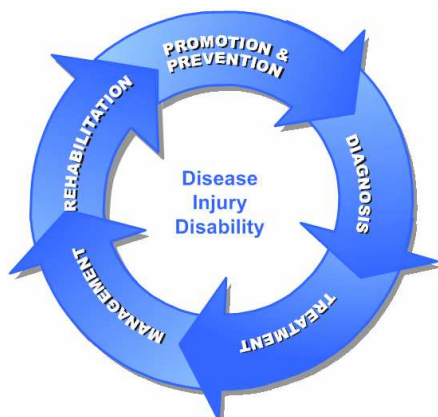 PROMOTION &
PREVENTION
DIAGNOSIS
TREATMENT
MANAGEMENT
REHABILITATION
Disease
Injury
Disability